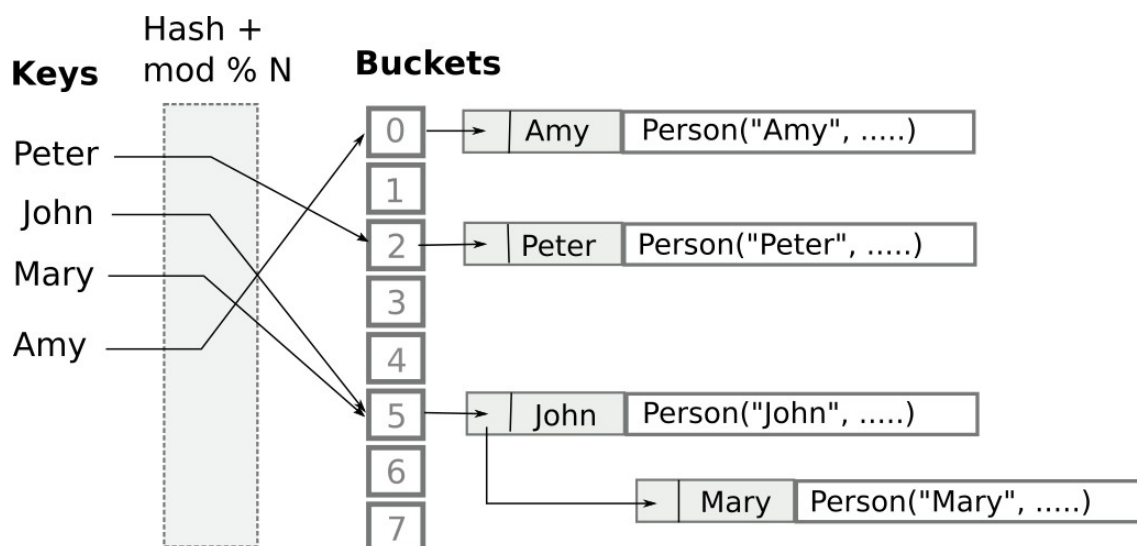 Hash +
mod % N
Keys
Buckets
Peter
John
Mary
Amy
0
1
2
3
4
5
6
7
Amy Person("Amy", .....)
Peter Person("Peter", .....)
John Person("John", .....)
Mary Person("Mary", .....)